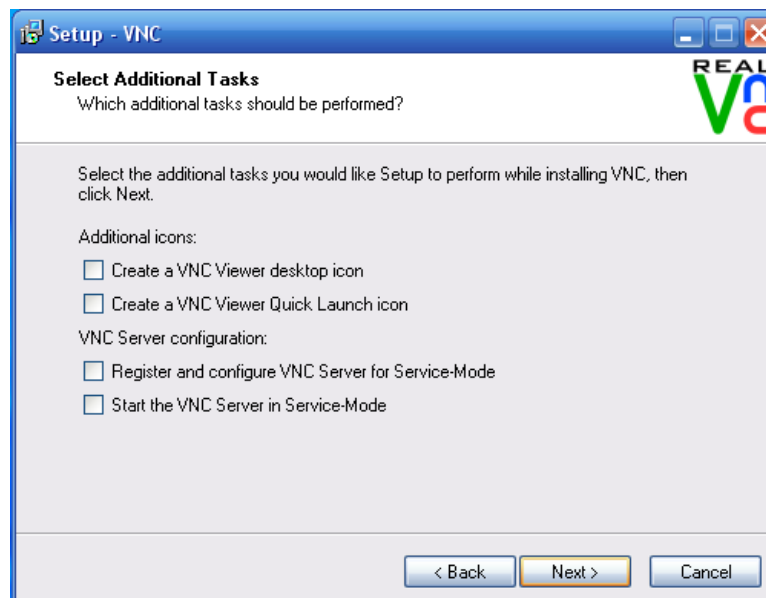 Setup - VNC
Select Additional Tasks
Which additional tasks should be performed?
REAL
VNC
Select the additional tasks you would like Setup to perform while installing VNC, then
click Next.
Additional icons:
Create a VNC Viewer desktop icon
Create a VNC Viewer Quick Launch icon
VNC Server configuration:
Register and configure VNC Server for Service-Mode
Start the VNC Server in Service-Mode
< Back
Next >
Cancel